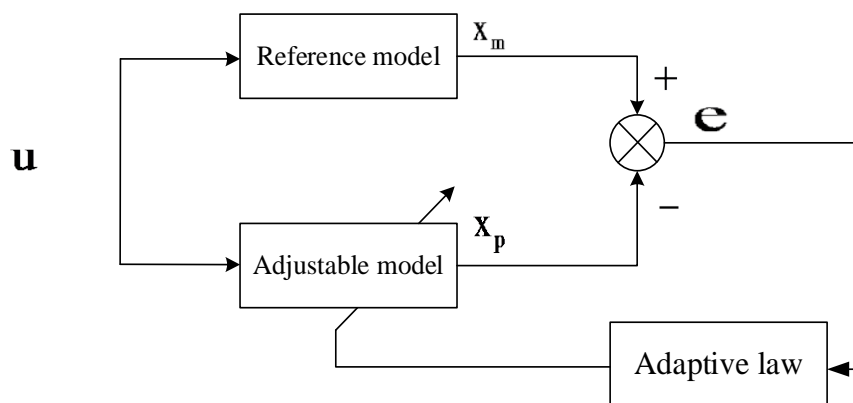 Reference model
X_m
+
e
u
−
Adjustable model
X_p
Adaptive law